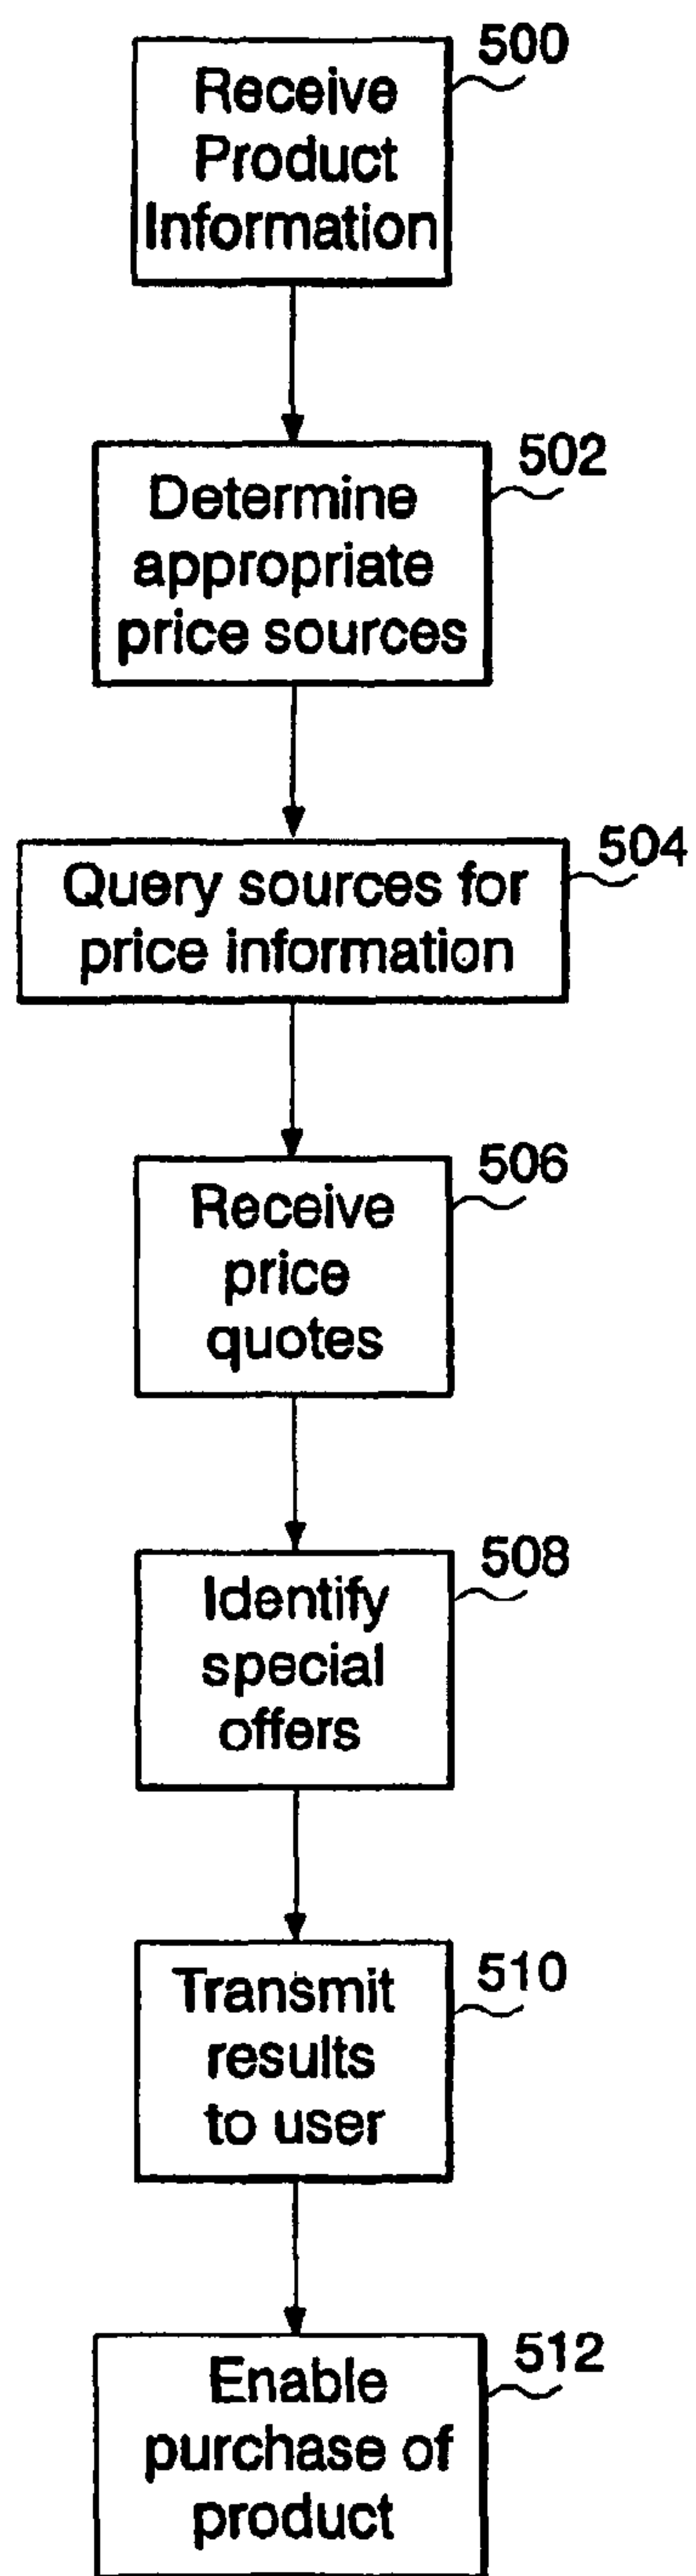 500
Receive
Product
Information
502
Determine
appropriate
price sources
504
Query sources for
price information
506
Receive
price
quotes
508
Identify
special
offers
510
Transmit
results
to user
512
Enable
purchase of
product